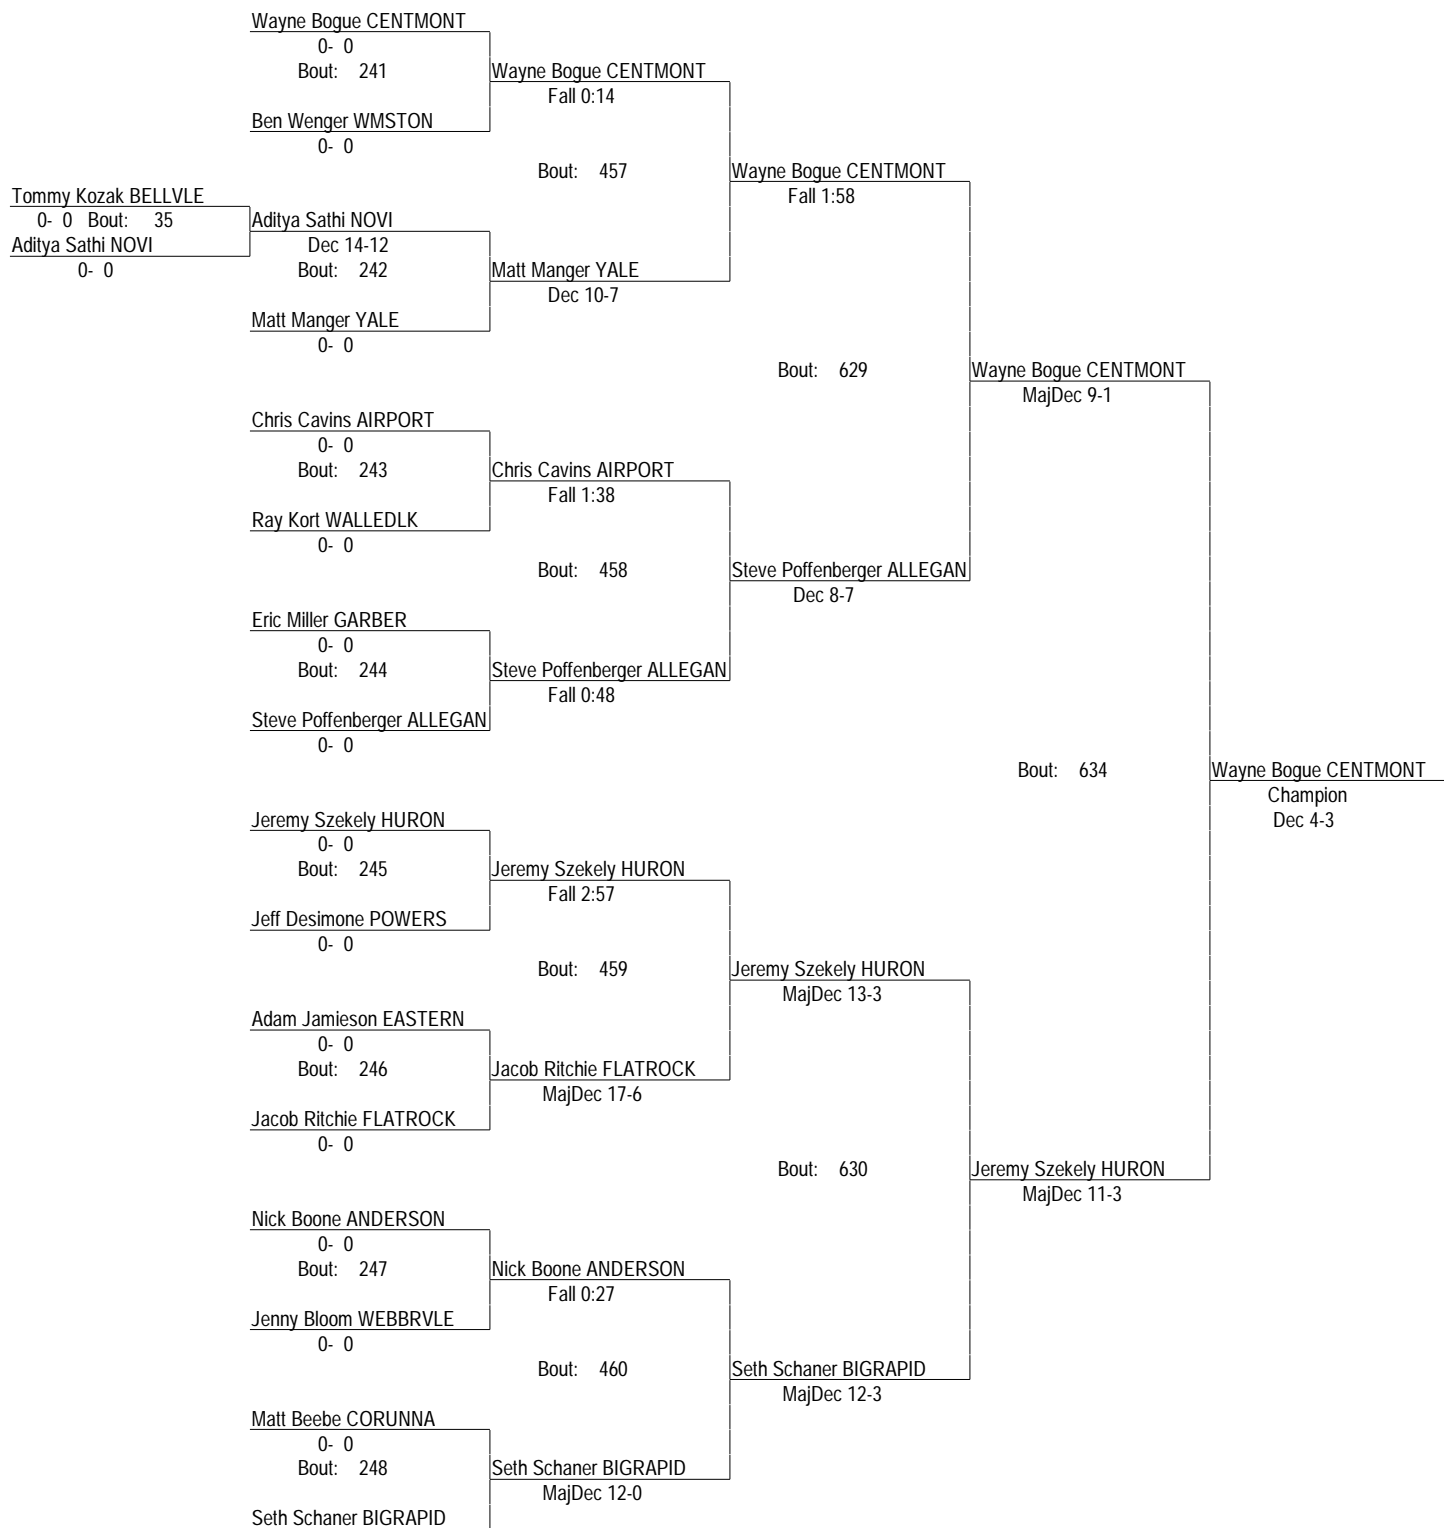 Wayne Bogue CENTMONT
0- 0
Bout: 241
Wayne Bogue CENTMONT
Fall 0:14
Ben Wenger WMSTON
0- 0
Bout: 457
Wayne Bogue CENTMONT
Fall 1:58
Tommy Kozak BELLVLE
0- 0 Bout: 35
Aditya Sathi NOVI
0- 0
Aditya Sathi NOVI
Dec 14-12
Bout: 242
Matt Manger YALE
Dec 10-7
Matt Manger YALE
0- 0
Bout: 629
Wayne Bogue CENTMONT
MajDec 9-1
Chris Cavins AIRPORT
0- 0
Bout: 243
Chris Cavins AIRPORT
Fall 1:38
Ray Kort WALLEDLK
0- 0
Bout: 458
Steve Poffenberger ALLEGAN
Dec 8-7
Eric Miller GARBER
0- 0
Bout: 244
Steve Poffenberger ALLEGAN
Fall 0:48
Steve Poffenberger ALLEGAN
0- 0
Bout: 634
Wayne Bogue CENTMONT
Champion
Dec 4-3
Jeremy Szekely HURON
0- 0
Bout: 245
Jeremy Szekely HURON
Fall 2:57
Jeff Desimone POWERS
0- 0
Bout: 459
Jeremy Szekely HURON
MajDec 13-3
Adam Jamieson EASTERN
0- 0
Bout: 246
Jacob Ritchie FLATROCK
MajDec 17-6
Jacob Ritchie FLATROCK
0- 0
Bout: 630
Jeremy Szekely HURON
MajDec 11-3
Nick Boone ANDERSON
0- 0
Bout: 247
Nick Boone ANDERSON
Fall 0:27
Jenny Bloom WEBBRVLE
0- 0
Bout: 460
Seth Schaner BIGRAPID
MajDec 12-3
Matt Beebe CORUNNA
0- 0
Bout: 248
Seth Schaner BIGRAPID
MajDec 12-0
Seth Schaner BIGRAPID